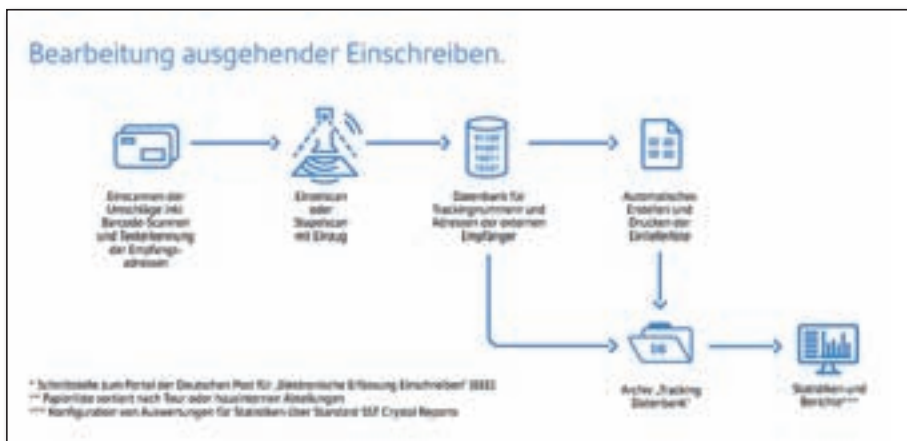 Bearbeitung ausgehender Einschreiben.
Einscannen der
Umschläge inkl.
Barcode-Scannen
und Texterkennung
der Empfangs-
adressen
Einzelscan
oder
Stapelscan
mit Einzug
Datenbank für
Trackingnummern und
Adressen der externen
Empfänger
Automatisches
Erstellen und
Drucken der
Einlieferliste
Archiv „Tracking
Datenbank“
Statistiken und
Berichte***
* Schnittstelle zum Portal der Deutschen Post für „Elektronische Erfassung Einschreiben“
** Papierliste sortiert nach Tour oder hausinternen Abteilungen
*** Konfiguration von Auswertungen für Statistiken über Standard Crystal Reports